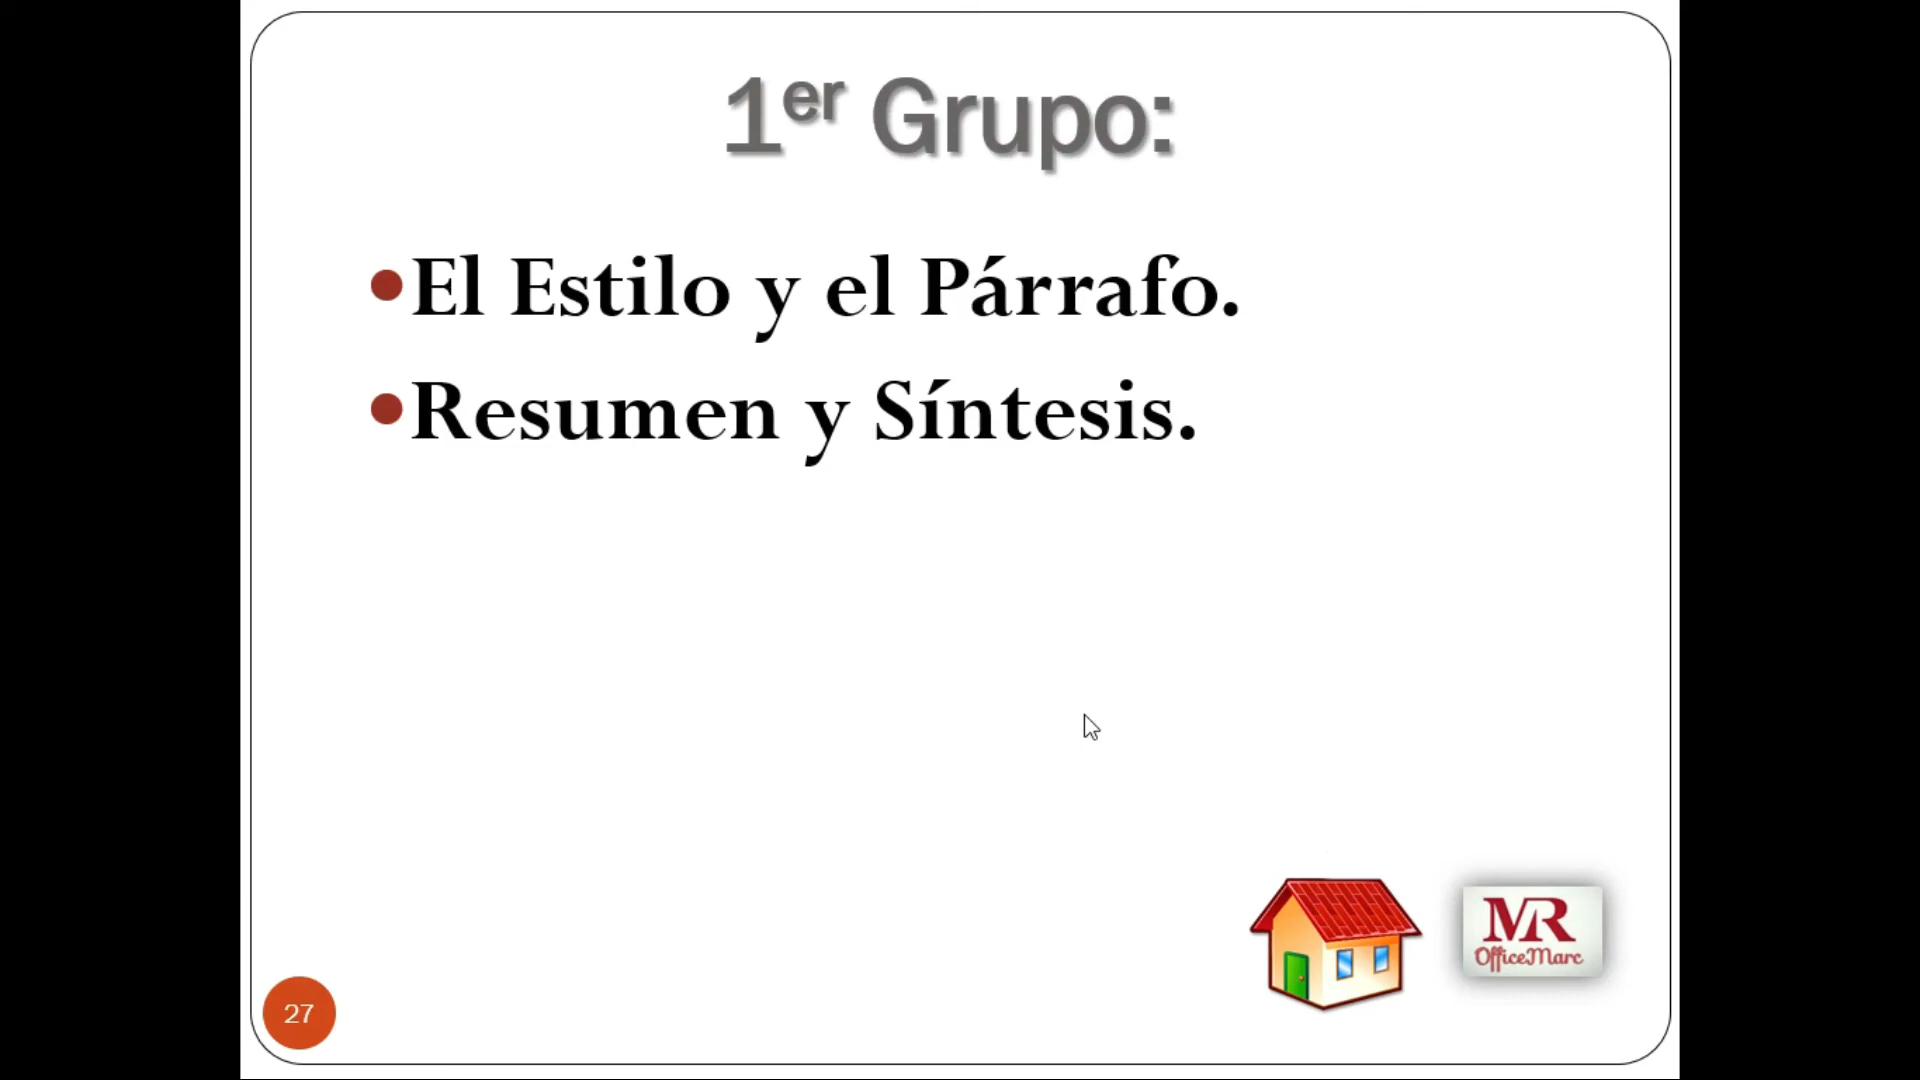 1er Grupo:
El Estilo y el Párrafo.
Resumen y Síntesis.
MR
OfficeMarc
27